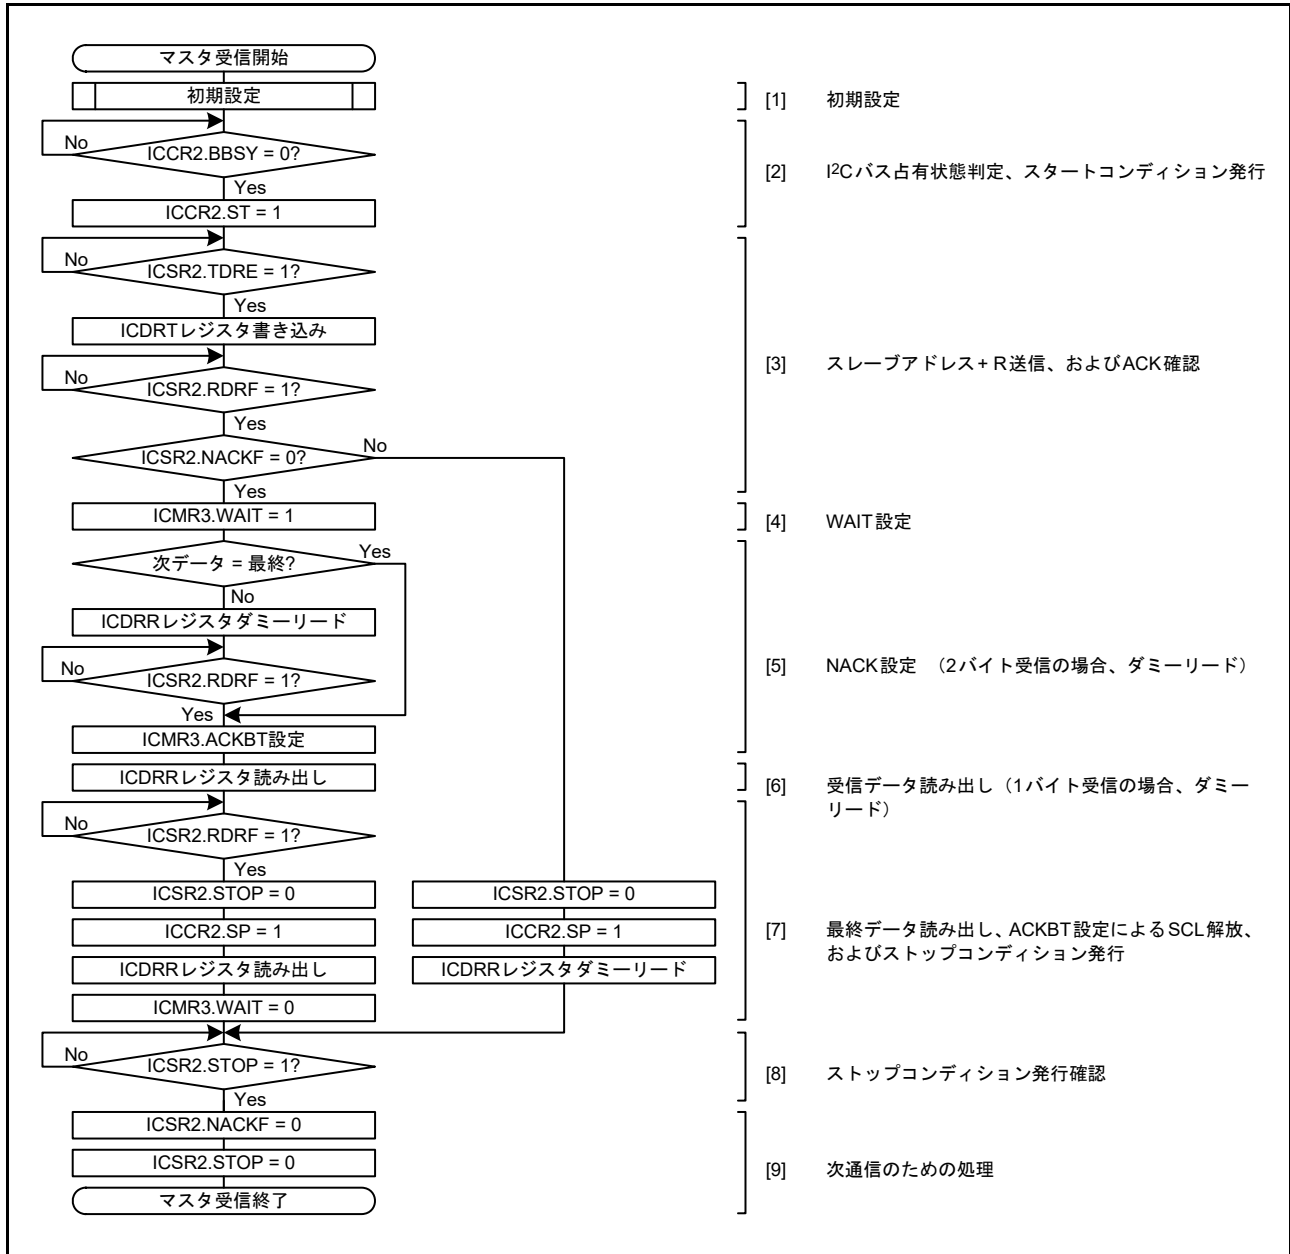 マスタ受信開始
初期設定
[1] 初期設定
No
ICCR2.BBSY = 0?
Yes
[2] I2Cバス占有状態判定、スタートコンディション発行
ICCR2.ST = 1
No
ICSR2.TDRE = 1?
Yes
ICDRTレジスタ書き込み
[3] スレーブアドレス+ R送信、およびACK確認
No
ICSR2.RDRF = 1?
Yes
No
ICSR2.NACKF = 0?
Yes
ICMR3.WAIT = 1
[4] WAIT設定
Yes
次データ = 最終?
No
ICDRRレジスタダミーリード
No
ICSR2.RDRF = 1?
[5] NACK設定 （2バイト受信の場合、ダミーリード）
Yes
ICMR3.ACKBT設定
ICDRRレジスタ読み出し
[6] 受信データ読み出し（1バイト受信の場合、ダミー
リード）
No
ICSR2.RDRF = 1?
Yes
ICSR2.STOP = 0
ICSR2.STOP = 0
ICCR2.SP = 1
ICCR2.SP = 1
[7] 最終データ読み出し、ACKBT設定によるSCL解放、
およびストップコンディション発行
ICDRRレジスタ読み出し
ICDRRレジスタダミーリード
ICMR3.WAIT = 0
No
ICSR2.STOP = 1?
[8] ストップコンディション発行確認
Yes
ICSR2.NACKF = 0
ICSR2.STOP = 0
[9] 次通信のための処理
マスタ受信終了